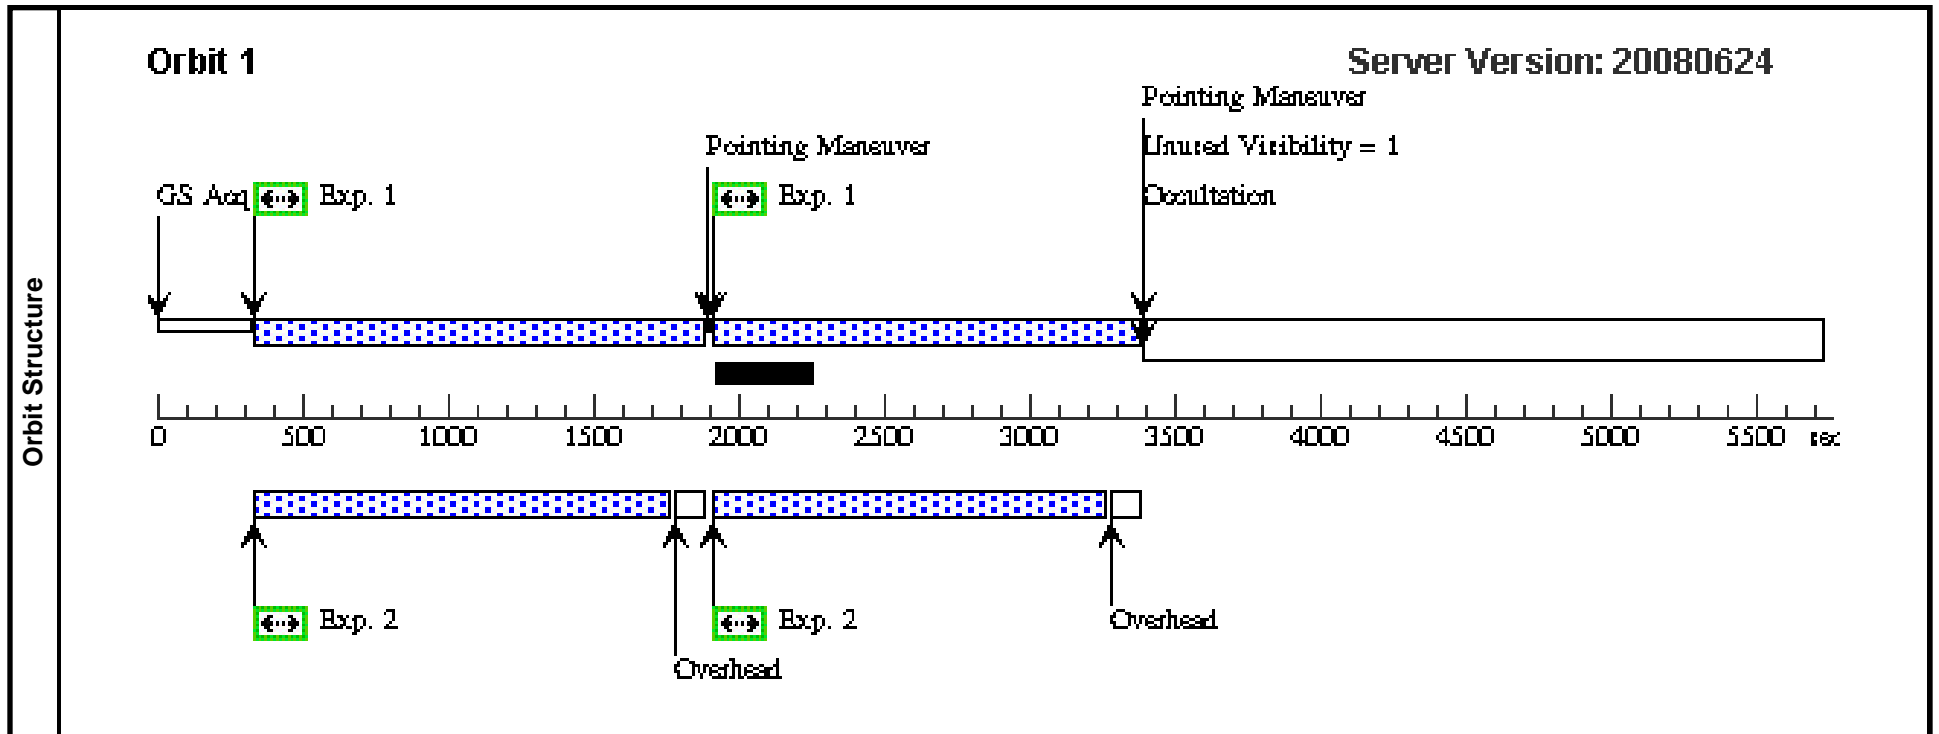 Orbit 1
Server Version: 20080624
Pointing Maneuver
Pointing Maneuver
Unused Visibility = 1
GS Acq
Exp. 1
Exp. 1
Occultation
Orbit Structure
0 500 1000 1500 2000 2500 3000 3500 4000 4500 5000 5500 sec
Exp. 2
Exp. 2
Overhead
Overhead